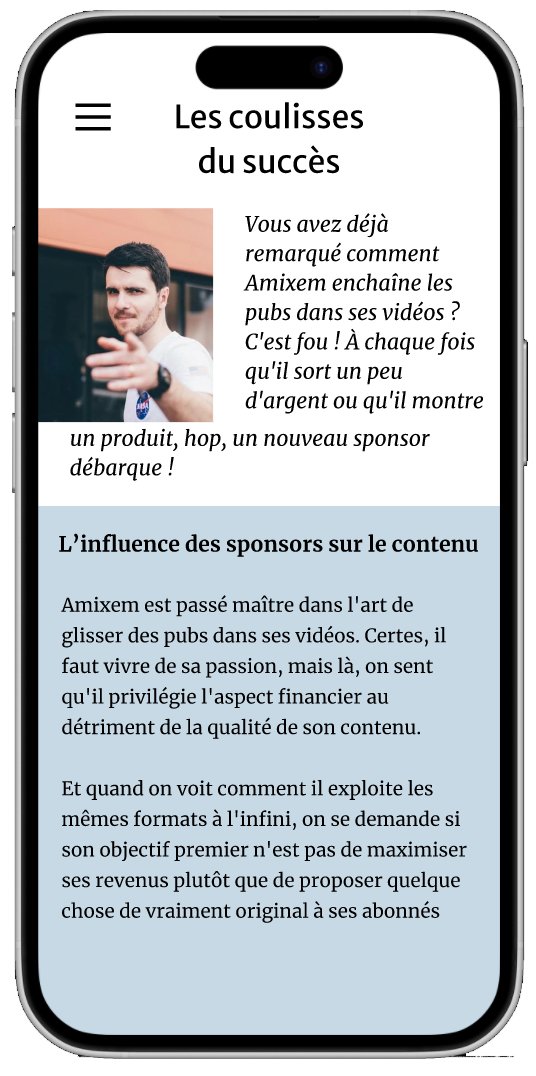 Les coulisses
du succès
Vous avez déjà
remarqué comment
Amixem enchaîne les
pubs dans ses vidéos ?
C'est fou ! À chaque fois
qu'il sort un peu
d'argent ou qu'il montre
un produit, hop, un nouveau sponsor
débarque !
L’influence des sponsors sur le contenu
Amixem est passé maître dans l'art de
glisser des pubs dans ses vidéos. Certes, il
faut vivre de sa passion, mais là, on sent
qu'il privilégie l'aspect financier au
détriment de la qualité de son contenu.
Et quand on voit comment il exploite les
mêmes formats à l'infini, on se demande si
son objectif premier n'est pas de maximiser
ses revenus plutôt que de proposer quelque
chose de vraiment original à ses abonnés